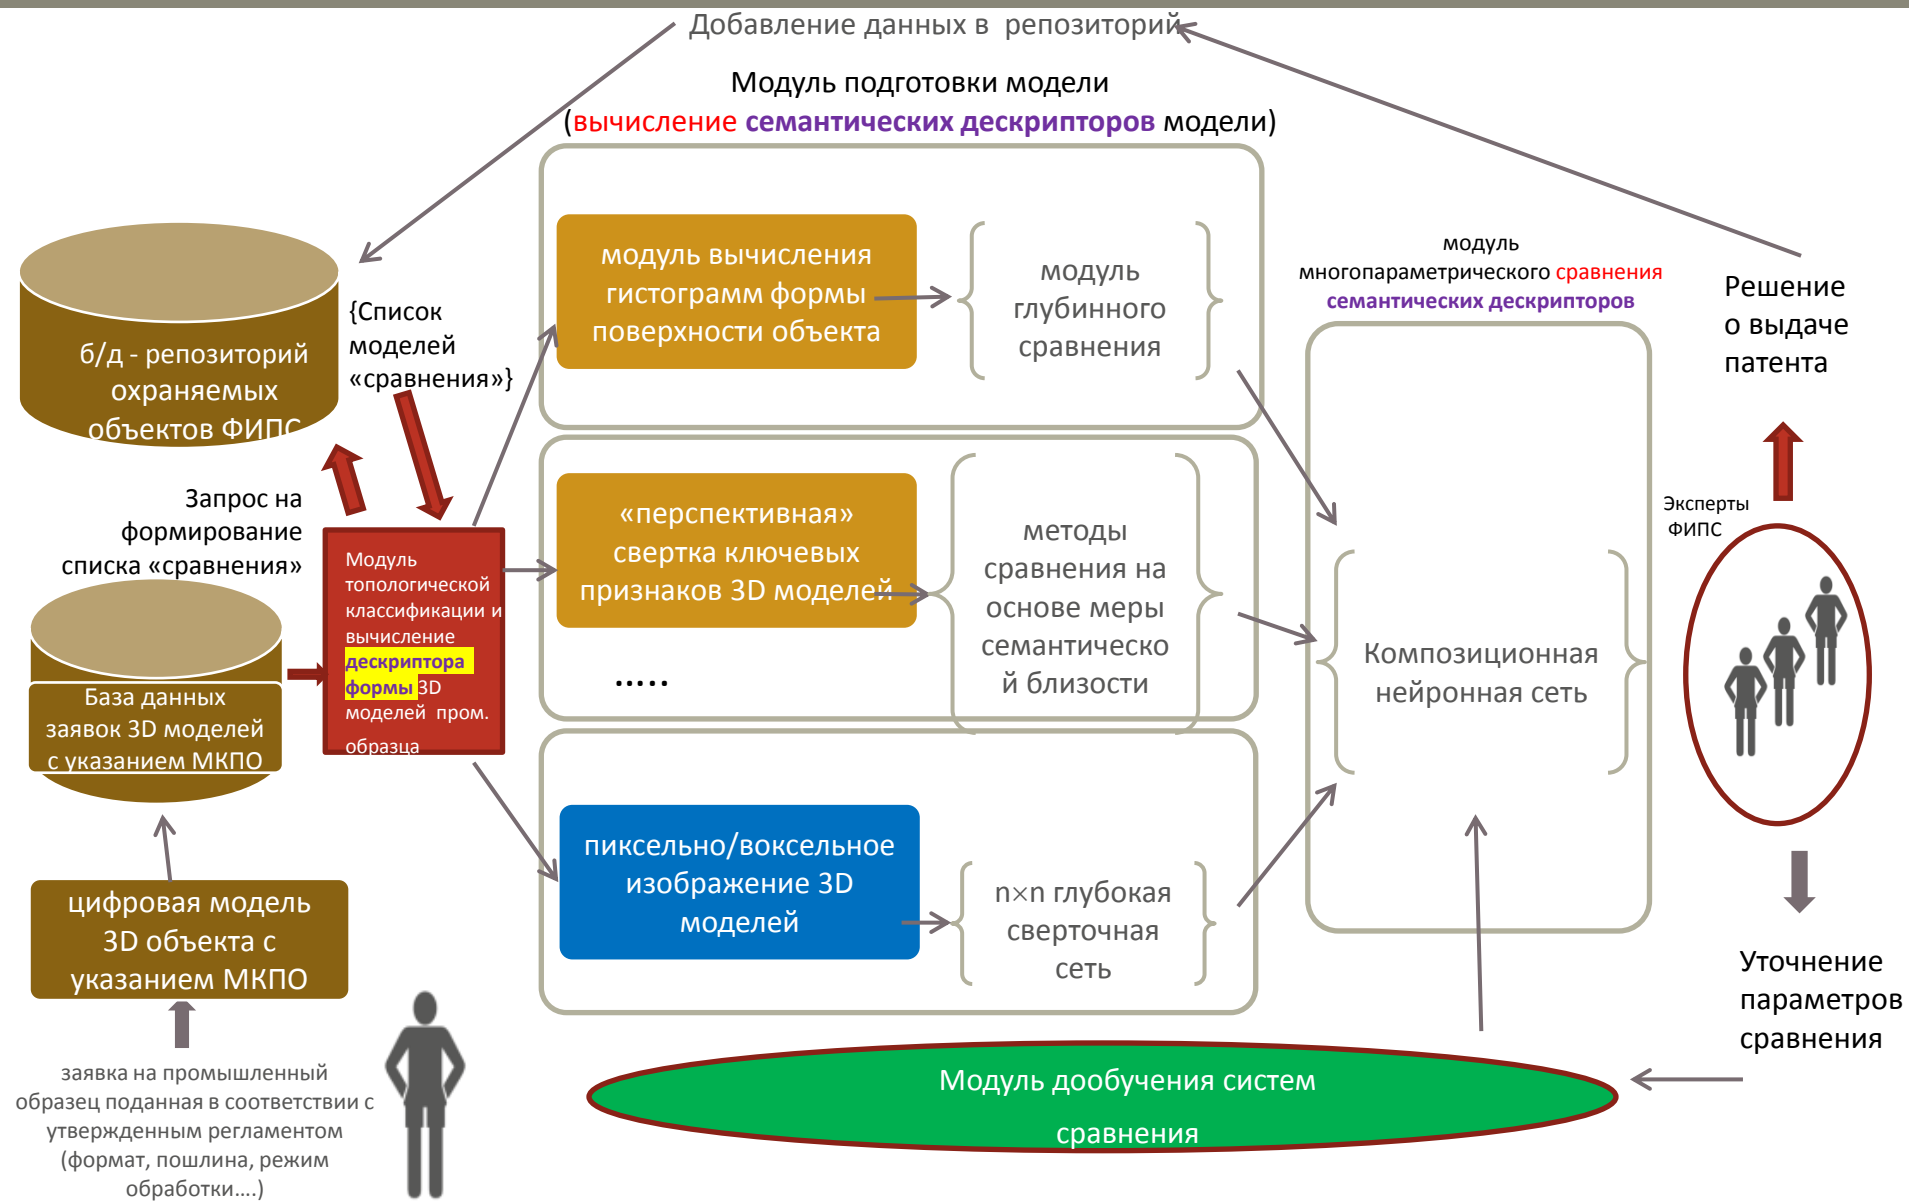 Добавление данных в репозиторий
Модуль подготовки модели
(вычисление семантических дескрипторов модели)
модуль вычисления
гистограмм формы
поверхности объекта
модуль
глубинного
сравнения
модуль
многопараметрического сравнения
семантических дескрипторов
Решение
о выдаче
патента
б/д - репозиторий
охраняемых
объектов ФИПС
{Список
моделей
«сравнения»}
Запрос на
формирование
списка «сравнения»
Модуль
топологической
классификации и
вычисление
дескриптора
формы 3D
моделей пром.
образца
«перспективная»
свертка ключевых
признаков 3D моделей
.....
методы
сравнения на
основе меры
семантическо
й близости
Композиционная
нейронная сеть
Эксперты
ФИПС
База данных
заявок 3D моделей
с указанием МКПО
пиксельно/воксельное
изображение 3D
моделей
n×n глубокая
сверточная
сеть
цифровая модель
3D объекта с
указанием МКПО
Уточнение
параметров
сравнения
заявка на промышленный
образец поданная в соответствии с
утвержденным регламентом
(формат, пошлина, режим
обработки....)
Модуль дообучения систем
сравнения